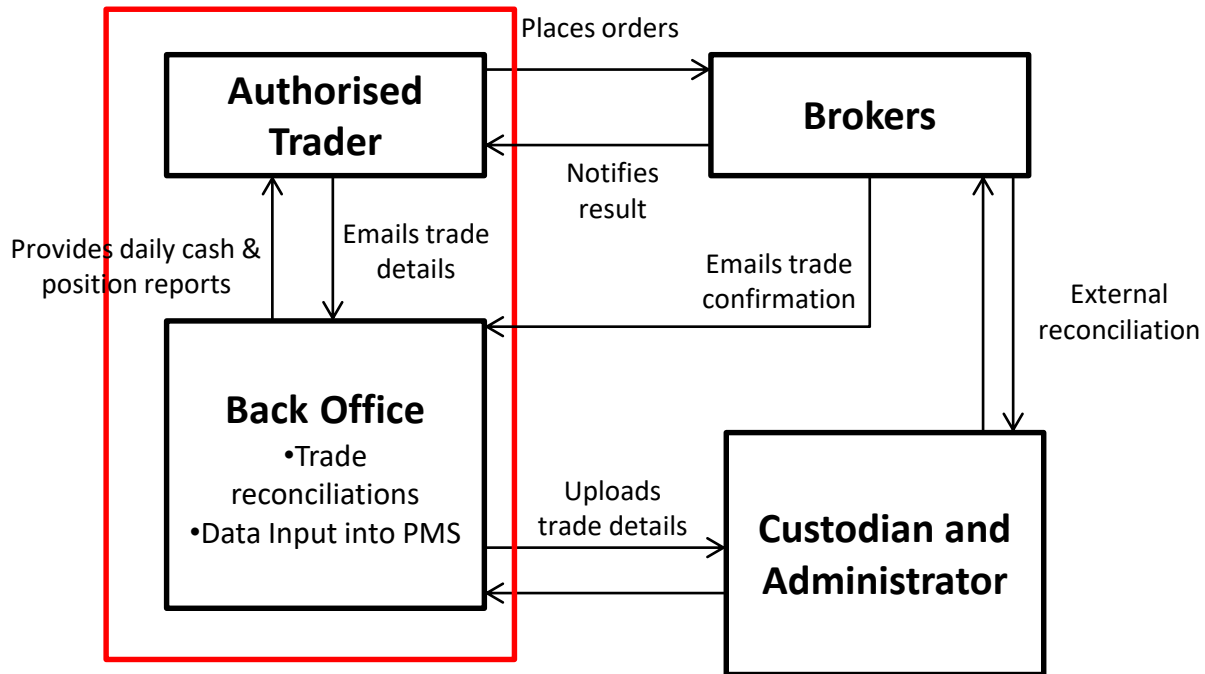 Places orders
Authorised
Trader
Brokers
Notifies
result
Provides daily cash &
position reports
Emails trade
details
Emails trade
confirmation
External
reconciliation
Back Office
•Trade
reconciliations
•Data Input into PMS
Uploads
trade details
Custodian and
Administrator